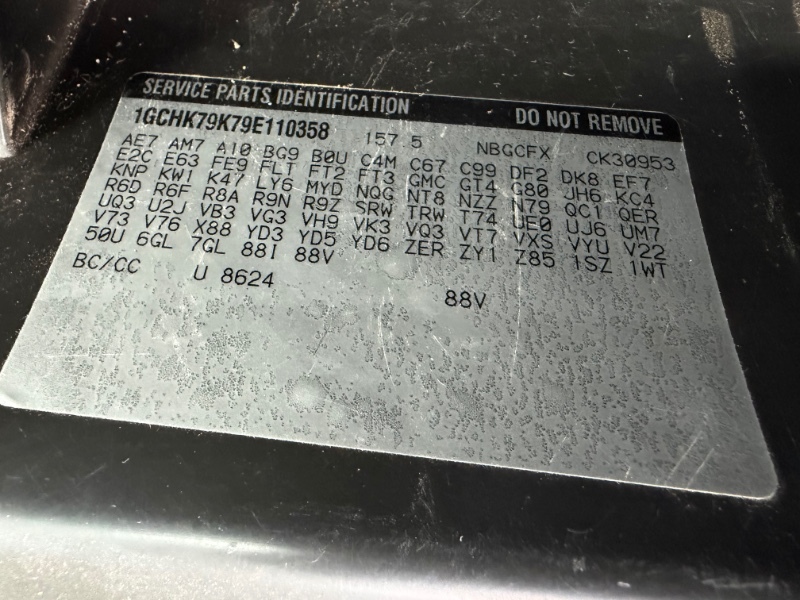 SERVICE PARTS IDENTIFICATION DO NOT REMOVE
1GCHK79K79E110358 157 5 NBGCFX CK30953
AE7 AM7 A10 BG9 B0U C4M C67 C99 DF2 DK8 EF7
E2C E63 FE9 FLT FT2 FT3 GMC GT4 G80 JH6 KC4
KNP KW1 K47 LY6 MYD NQG NT8 NZZ N79 QC1 QER
R6D R6F R8A R9N R9Z SRW TRW T74 UE0 UJ6 UM7
UQ3 U2J VB3 VG3 VH9 VK3 VQ3 VT7 VXS VYU V22
V73 V76 X88 YD3 YD5 YD6 ZER ZY1 Z85 1SZ 1WT
50U 6GL 7GL 88I 88V
BC/CC U 8624
88V